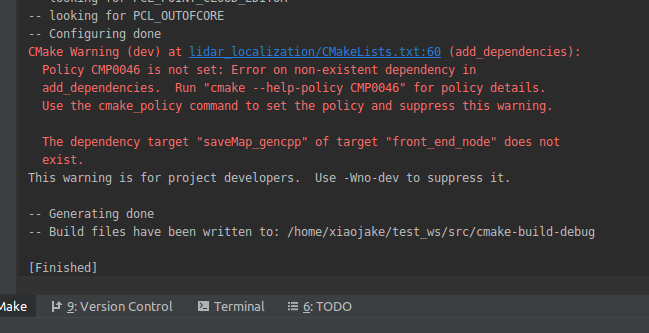 -- looking for PCL_POINT_CLOUD_EDITOR
-- looking for PCL_OUTOFCORE
-- Configuring done
CMake Warning (dev) at lidar_localization/CMakeLists.txt:60 (add_dependencies):
  Policy CMP0046 is not set: Error on non-existent dependency in
  add_dependencies.  Run "cmake --help-policy CMP0046" for policy details.
  Use the cmake_policy command to set the policy and suppress this warning.

  The dependency target "saveMap_gencpp" of target "front_end_node" does not
  exist.
This warning is for project developers.  Use -Wno-dev to suppress it.

-- Generating done
-- Build files have been written to: /home/xiaojake/test_ws/src/cmake-build-debug

[Finished]
Make 9: Version Control Terminal 6: TODO